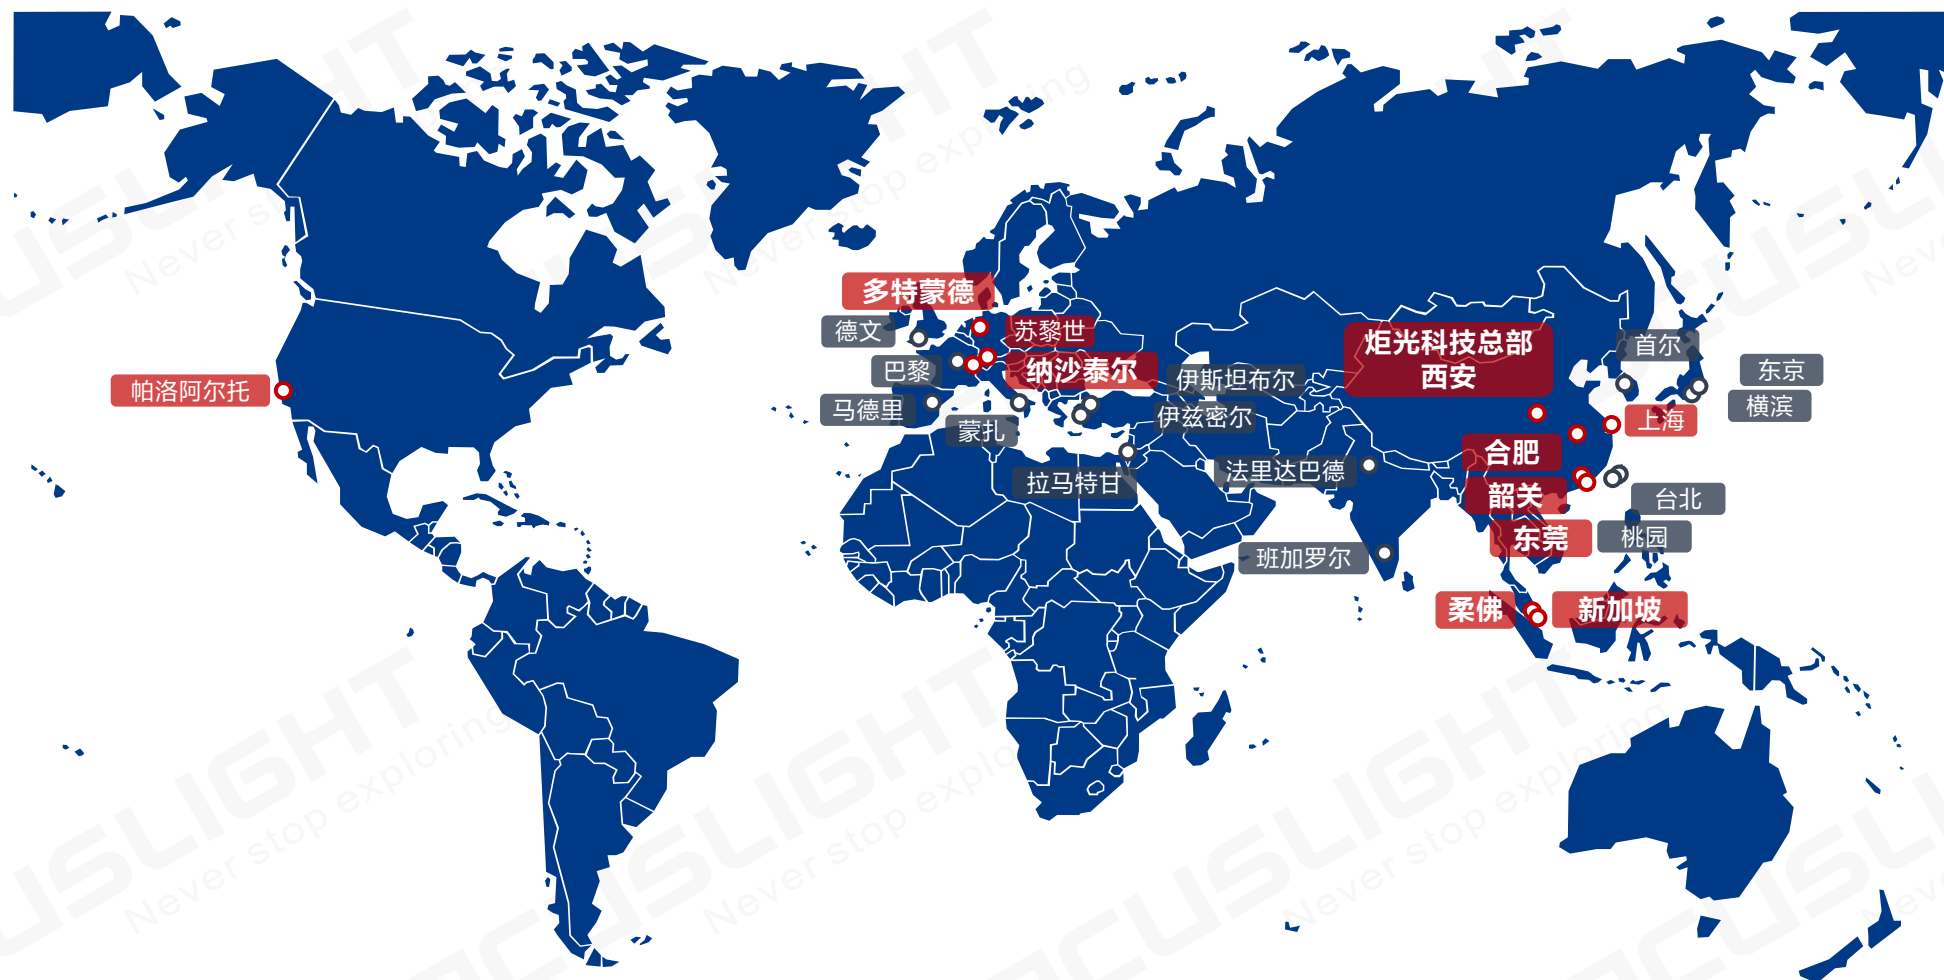 多特蒙德
德文
苏黎世
炬光科技总部
西安
首尔
巴黎
纳沙泰尔
伊斯坦布尔
东京
帕洛阿尔托
马德里
蒙扎
伊兹密尔
横滨
上海
合肥
拉马特甘
法里达巴德
韶关
台北
东莞
桃园
班加罗尔
柔佛
新加坡
FOCUSLIGHT
Never stop exploring